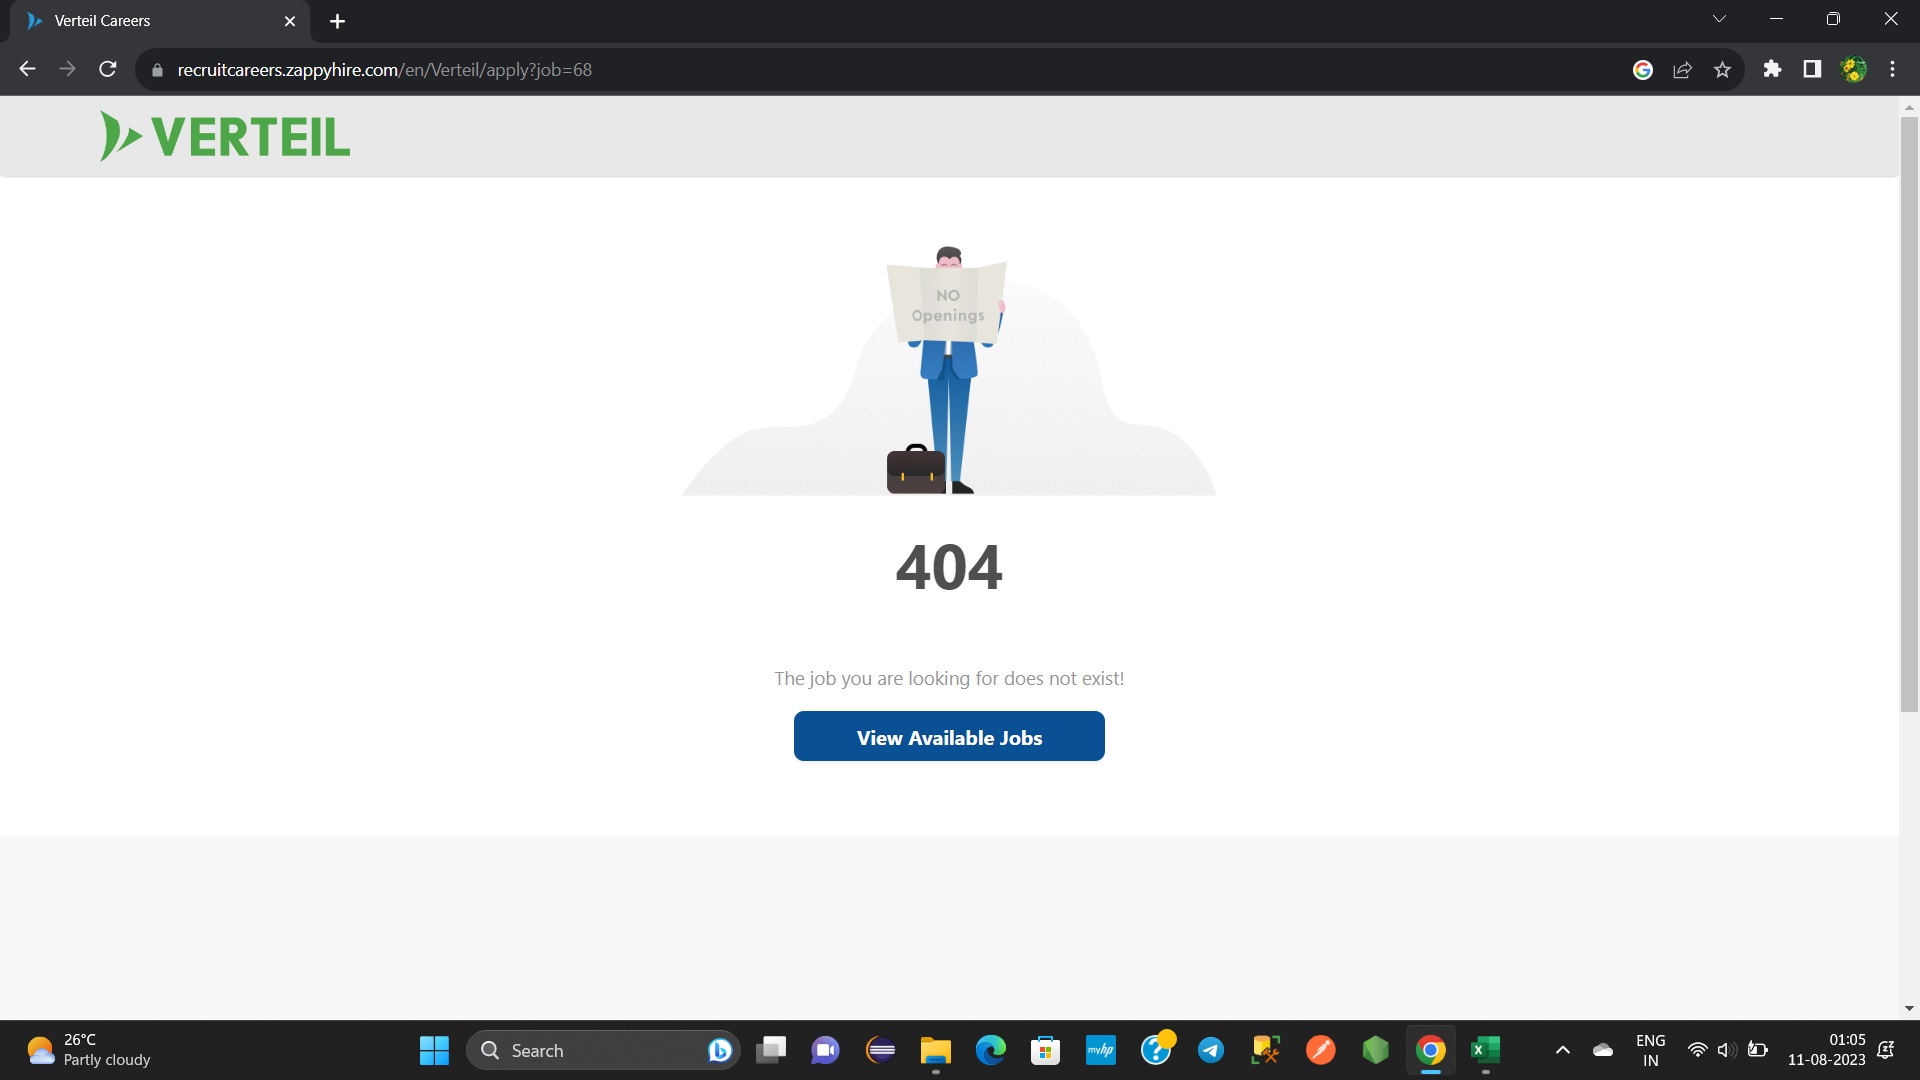 Verteil Careers
recruitcareers.zappyhire.com/en/Verteil/apply?job=68
VERTEIL
NO
Openings
404
The job you are looking for does not exist!
View Available Jobs
26°C
Partly cloudy
Search
myhp
ENG
IN
01:05
11-08-2023